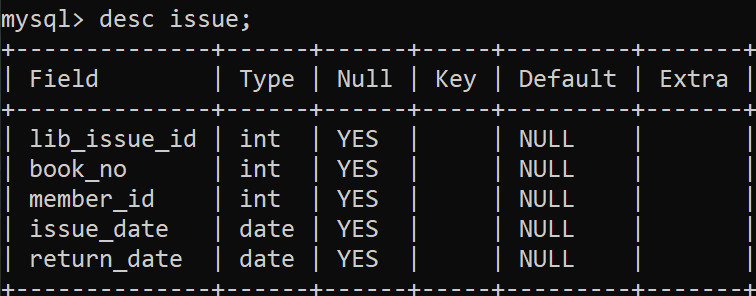 mysql> desc issue;
+--------------+------+------+-----+---------+-------+
| Field        | Type | Null | Key | Default | Extra |
+--------------+------+------+-----+---------+-------+
| lib_issue_id | int  | YES  |     | NULL    |       |
| book_no      | int  | YES  |     | NULL    |       |
| member_id    | int  | YES  |     | NULL    |       |
| issue_date   | date | YES  |     | NULL    |       |
| return_date  | date | YES  |     | NULL    |       |
+--------------+------+------+-----+---------+-------+